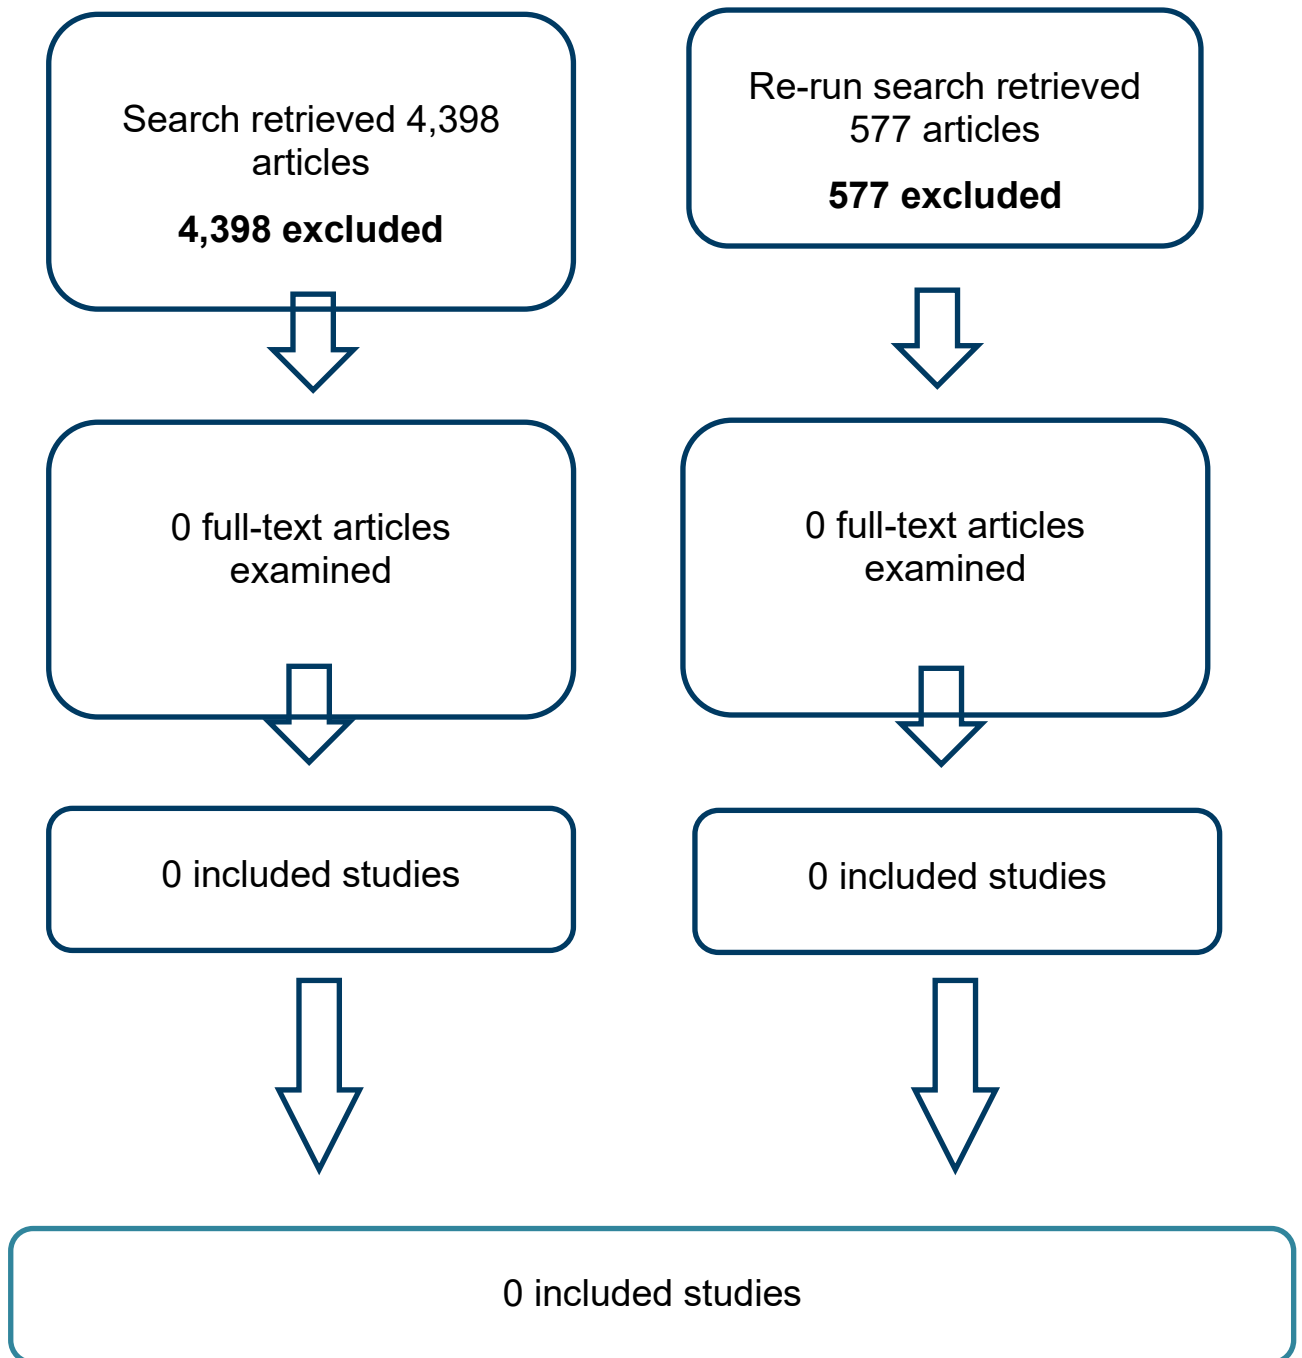 Search retrieved 4,398
articles
4,398 excluded
Re-run search retrieved
577 articles
577 excluded
0 full-text articles
examined
0 full-text articles
examined
0 included studies
0 included studies
0 included studies